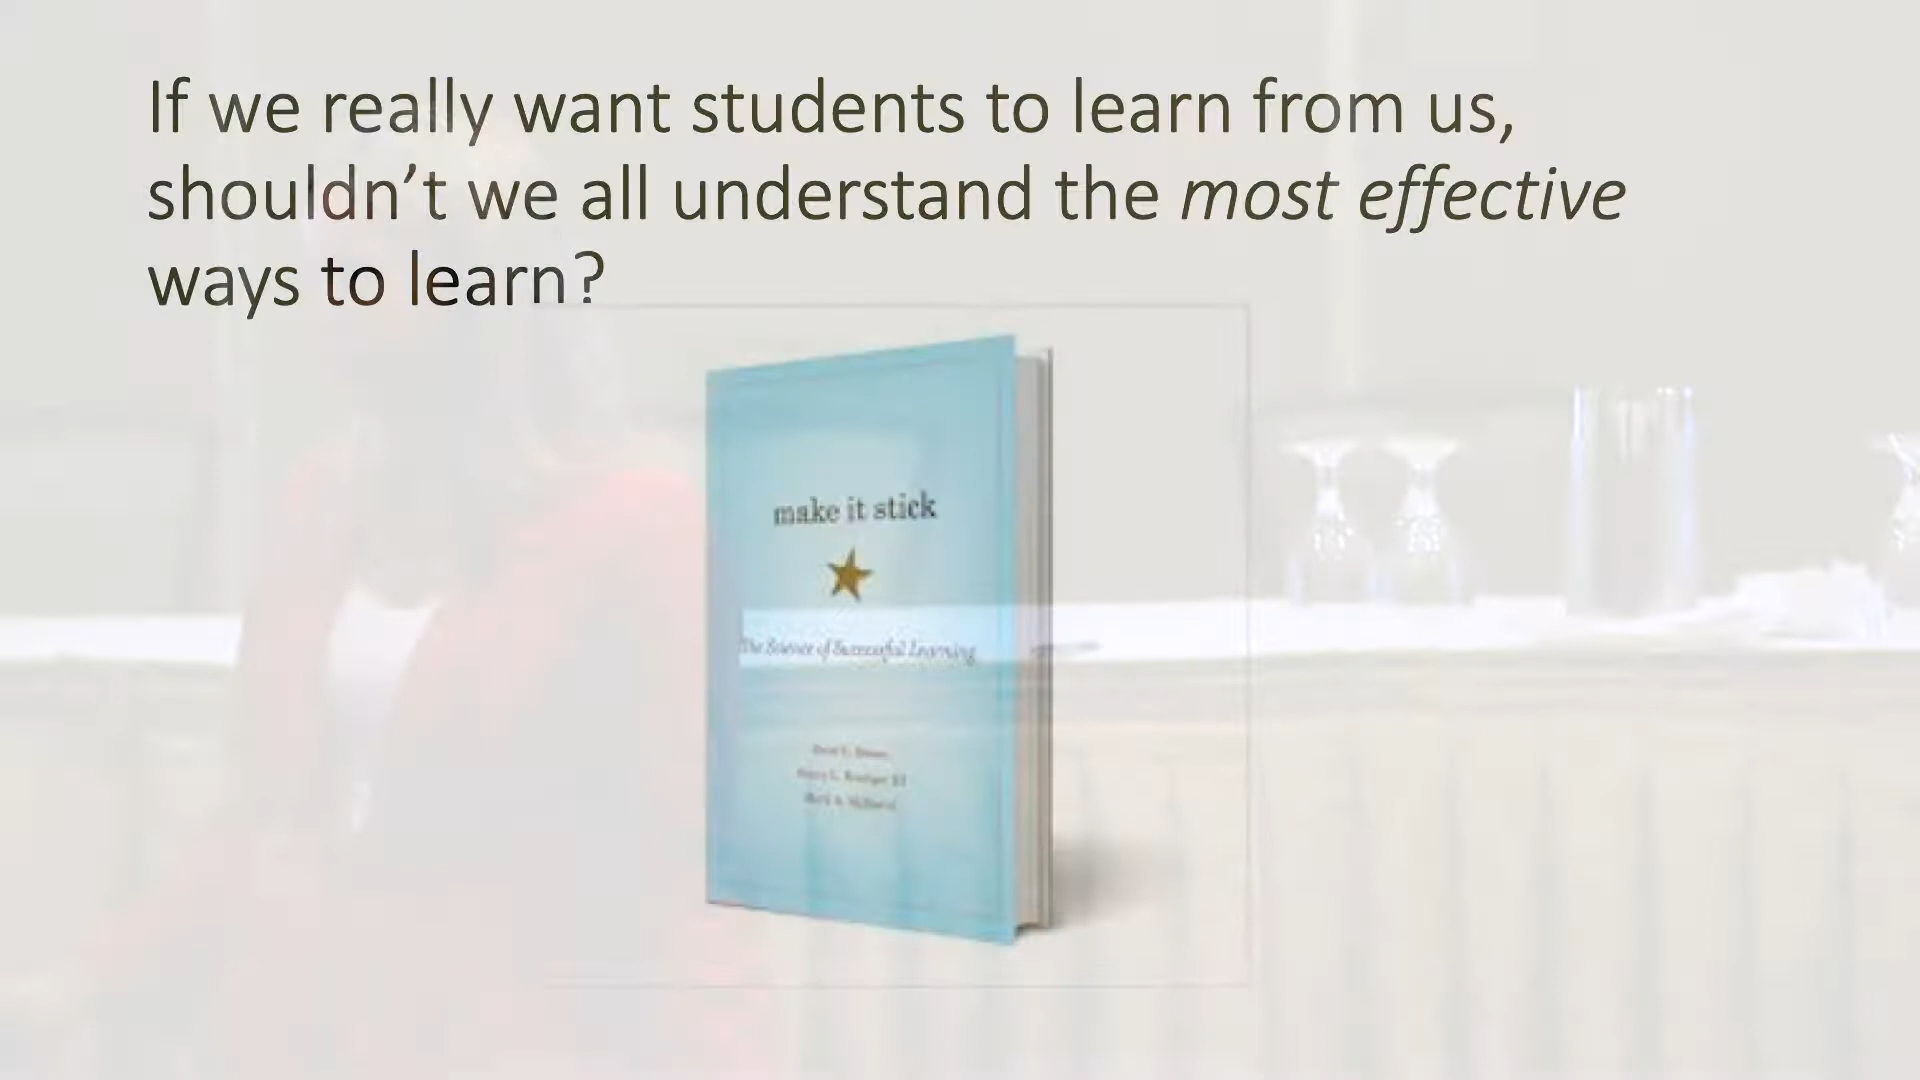 If we really want students to learn from us,
shouldn’t we all understand the most effective
ways to learn?
make it stick
The Science of Successful Learning